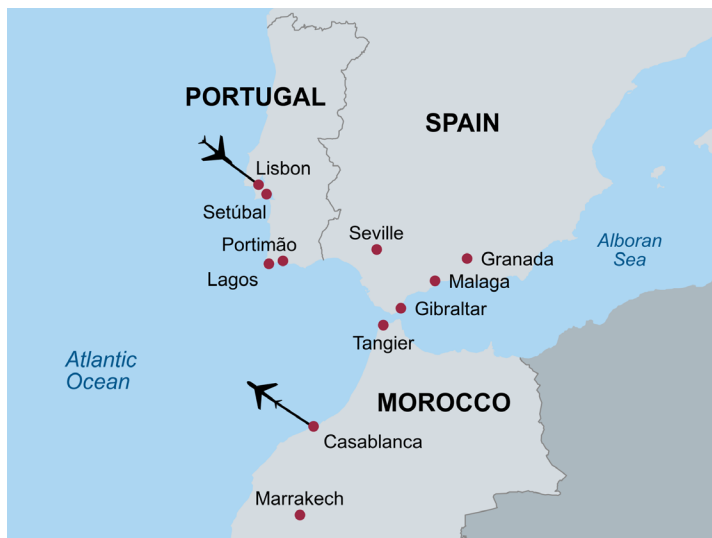 PORTUGAL
SPAIN
Lisbon
Setúbal
Seville
Portimão
Alboran
Sea
Granada
Lagos
Malaga
Gibraltar
Tangier
Atlantic
Ocean
MOROCCO
Casablanca
Marrakech